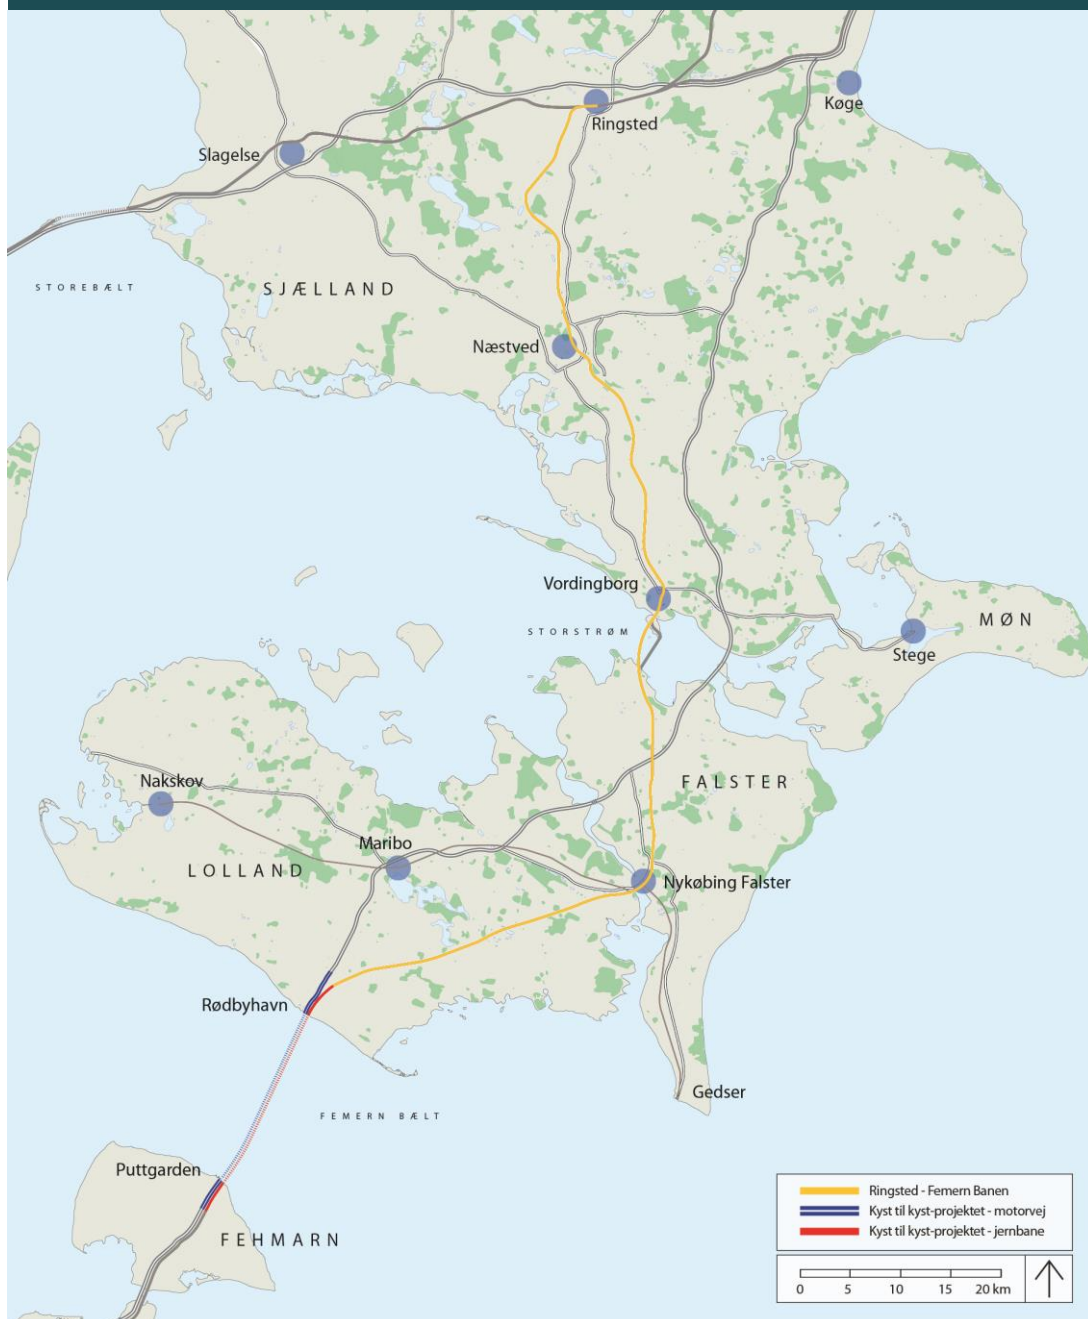 Køge
Ringsted
Slagelse
STOREBÆLT
SJÆLLAND
Næstved
Vordingborg
STORSTRØM
MØN
Stege
Nakskov
FALSTER
Maribo
LOLLAND
Nykøbing Falster
Rødbyhavn
Gedser
FEMERN BÆLT
Puttgarden
FEHMARN
Ringsted - Femern Banen
Kyst til kyst-projektet - motorvej
Kyst til kyst-projektet - jernbane
0 5 10 15 20 km